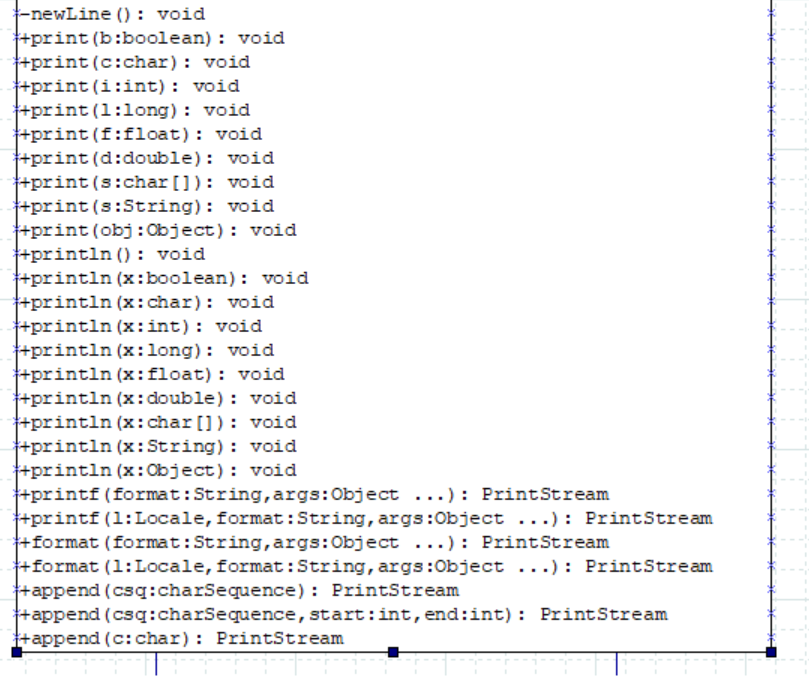 -newLine(): void
+print(b:boolean): void
+print(c:char): void
+print(i:int): void
+print(l:long): void
+print(f:float): void
+print(d:double): void
+print(s:char[]): void
+print(s:String): void
+print(obj:Object): void
+println(): void
+println(x:boolean): void
+println(x:char): void
+println(x:int): void
+println(x:long): void
+println(x:float): void
+println(x:double): void
+println(x:char[]): void
+println(x:String): void
+println(x:Object): void
+printf(format:String,args:Object ...): PrintStream
+printf(l:Locale,format:String,args:Object ...): PrintStream
+format(format:String,args:Object ...): PrintStream
+format(l:Locale,format:String,args:Object ...): PrintStream
+append(csq:charSequence): PrintStream
+append(csq:charSequence,start:int,end:int): PrintStream
+append(c:char): PrintStream